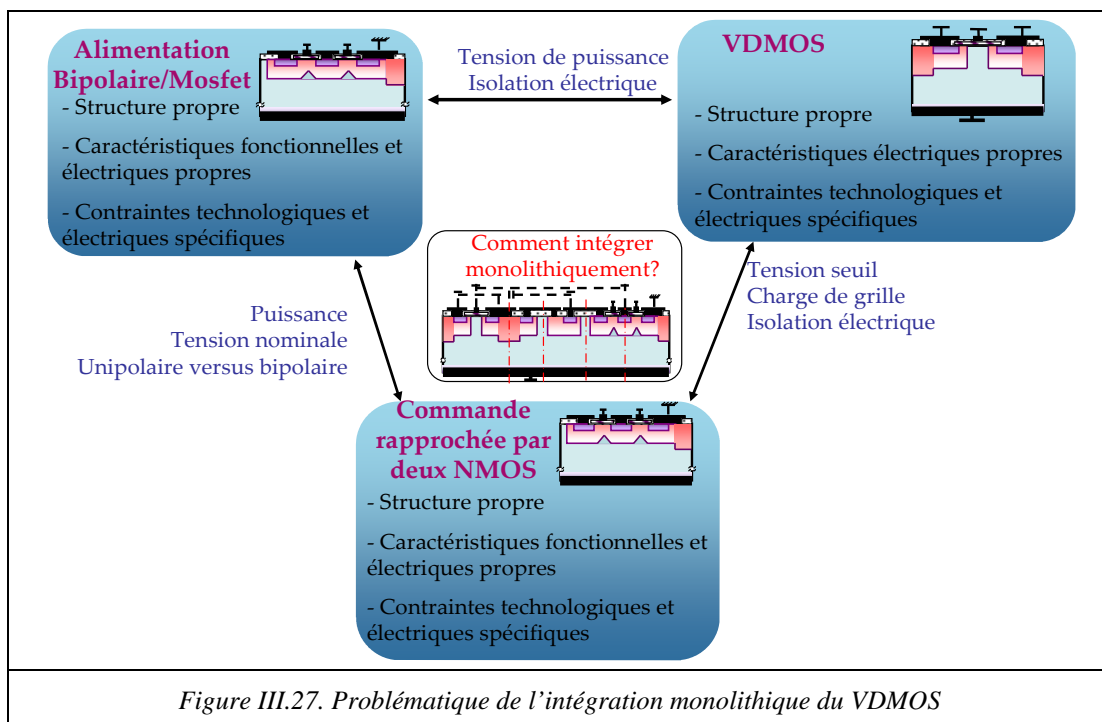 Alimentation
Bipolaire/Mosfet
- Structure propre
- Caractéristiques fonctionnelles et
électriques propres
- Contraintes technologiques et
électriques spécifiques
Tension de puissance
Isolation électrique
VDMOS
- Structure propre
- Caractéristiques électriques propres
- Contraintes technologiques et
électriques spécifiques
Comment intégrer
monolithiquement?
Puissance
Tension nominale
Unipolaire versus bipolaire
Tension seuil
Charge de grille
Isolation électrique
Commande
rapprochée par
deux NMOS
- Structure propre
- Caractéristiques fonctionnelles et
électriques propres
- Contraintes technologiques et
électriques spécifiques
Figure III.27. Problématique de l'intégration monolithique du VDMOS